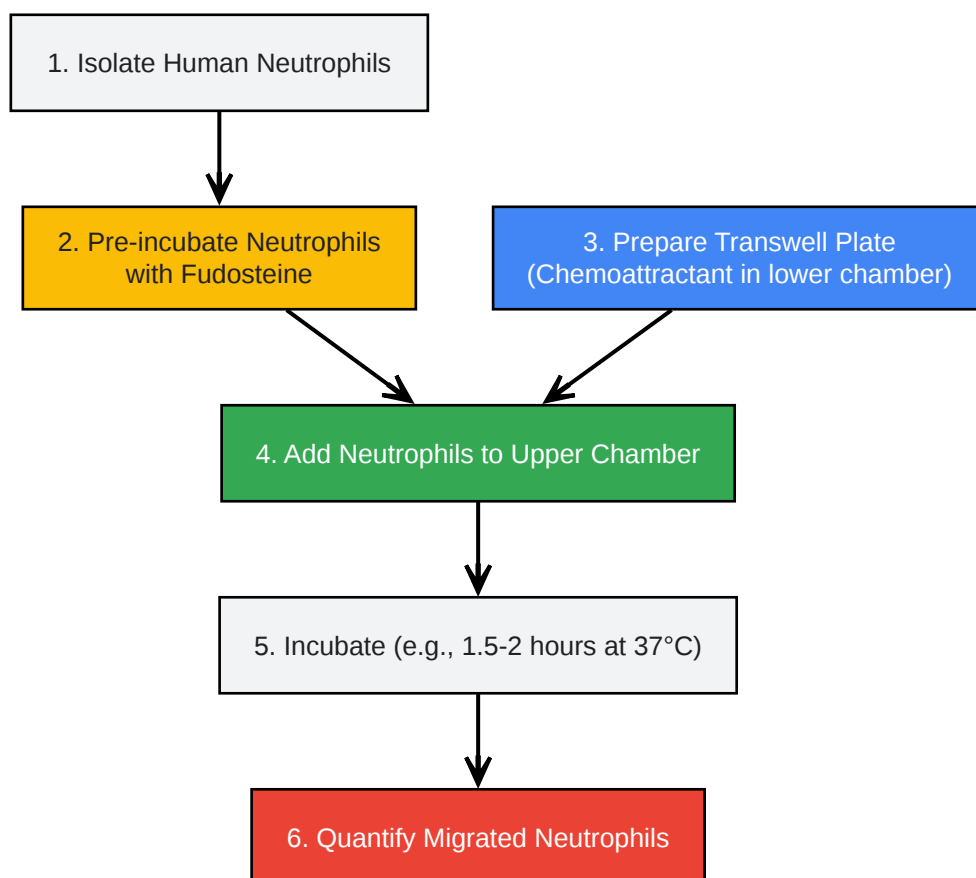 1. Isolate Human Neutrophils
2. Pre-incubate Neutrophils
with Fudosteine
3. Prepare Transwell Plate
(Chemoattractant in lower chamber)
4. Add Neutrophils to Upper Chamber
5. Incubate (e.g., 1.5-2 hours at 37°C)
6. Quantify Migrated Neutrophils